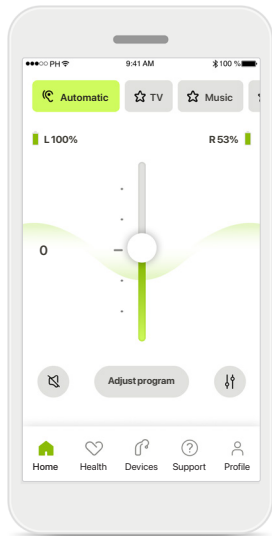 ●●●○○ PH 9:41 AM 100 %
Automatic TV Music
L 100% R 53%
0
Adjust program
Home Health Devices Support Profile